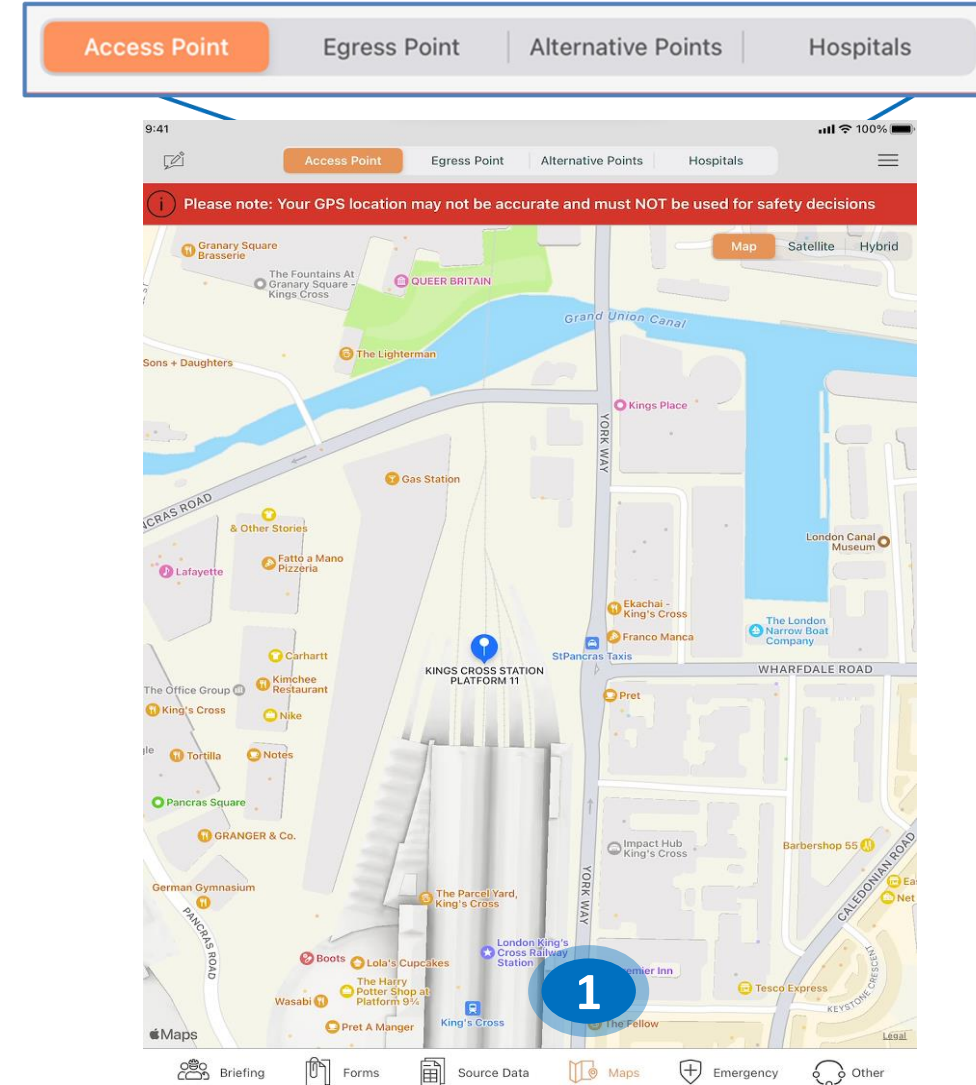 Access Point Egress Point Alternative Points Hospitals
9:41 100%
Access Point Egress Point Alternative Points Hospitals
i Please note: Your GPS location may not be accurate and must NOT be used for safety decisions
Map Satellite Hybrid
Granary Square
Brasserie
The Fountains At
Granary Square -
Kings Cross
QUEER BRITAIN
Grand Union Canal
The Lighterman
Sons + Daughters
Kings Place
YORK WAY
Gas Station
NCRAS ROAD
& Other Stories
London Canal
Museum
Fatto a Mano
Pizzeria
Lafayette
Ekachai -
King's Cross
Franco Manca
The London
Narrow Boat
Company
StPancras Taxis
Carhartt
KINGS CROSS STATION
PLATFORM 11
WHARFDALE ROAD
The Office Group
Kimchee
Restaurant
Pret
King's Cross
Nike
gle
Tortilla
Notes
Pancras Square
GRANGER & Co.
Impact Hub
King's Cross
Barbershop 55
CALEDONIAN ROAD
German Gymnasium
Ea
Net
The Parcel Yard,
King's Cross
YORK WAY
PANCRAS ROAD
London King's
Cross Railway
Station
Boots
Lola's Cupcakes
emier Inn
1
The Harry
Potter Shop at
Platform 9¾
Tesco Express
KEYSTONE CRESCENT
Wasabi
King's Cross
Pret A Manger
The Fellow
Maps
Legal
Briefing Forms Source Data Maps Emergency Other